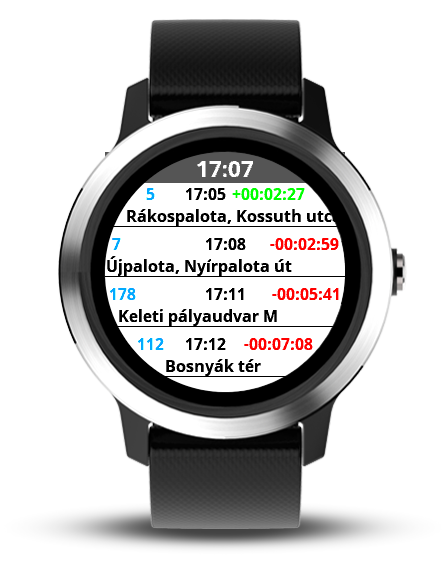 17:07
5 17:05 +00:02:27
Rákospalota, Kossuth utc
7 17:08 -00:02:59
Újpalota, Nyírpalota út
178 17:11 -00:05:41
Keleti pályaudvar M
112 17:12 -00:07:08
Bosnyák tér